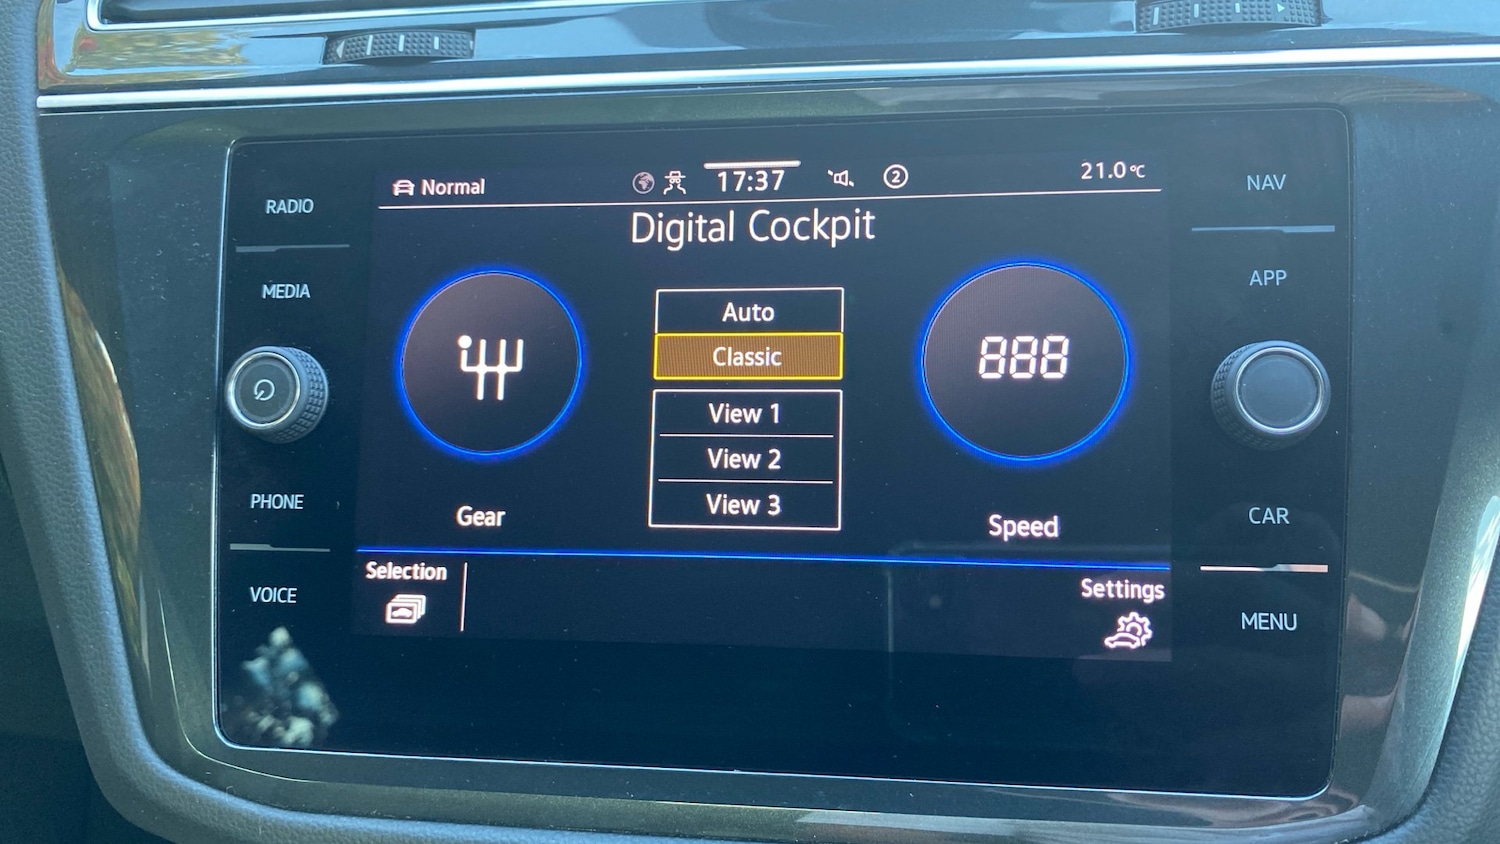 RADIO
MEDIA
PHONE
VOICE
Normal
17:37
2
21.0°C
Digital Cockpit
Auto
Classic
View 1
View 2
View 3
888
Gear
Speed
Selection
Settings
NAV
APP
CAR
MENU